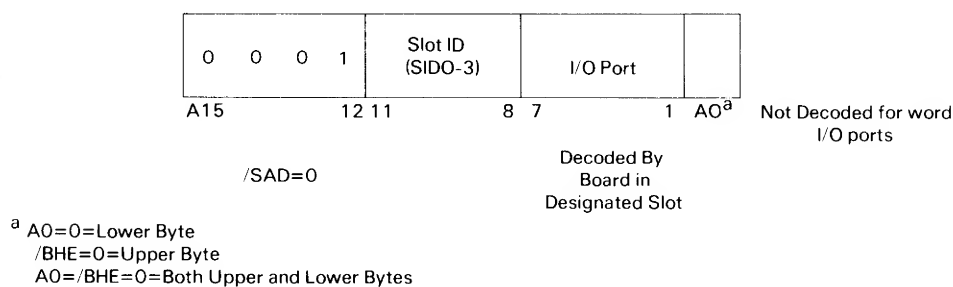 0 0 0 1
Slot ID
(SIDO-3)
I/O Port
A15 12 11 8 7 1 A0a
Not Decoded for word
I/O ports
/SAD=0
Decoded By
Board in
Designated Slot
a A0=0=Lower Byte
/BHE=0=Upper Byte
A0=/BHE=0=Both Upper and Lower Bytes